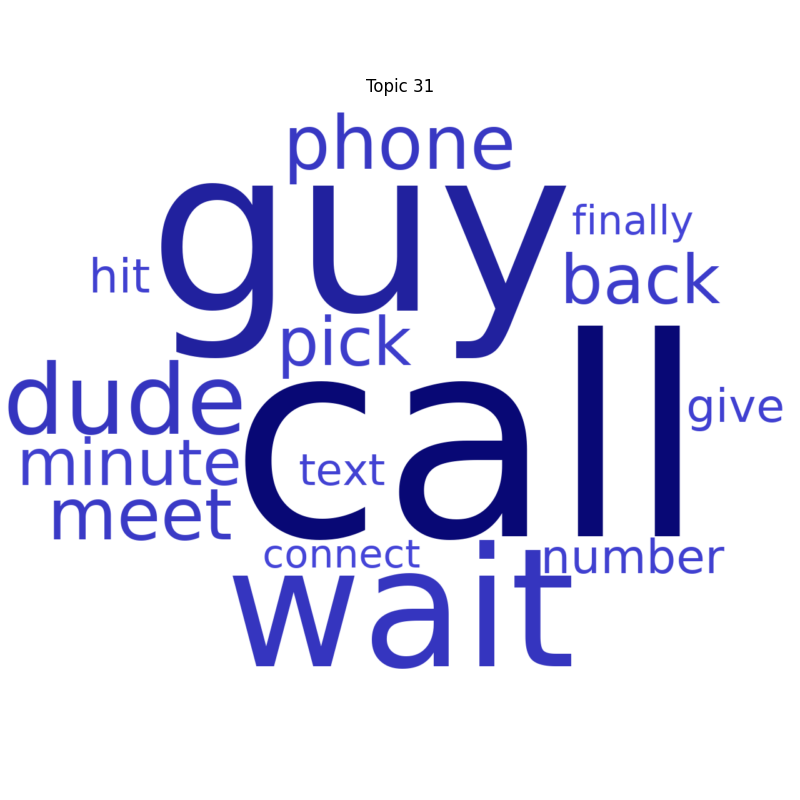 Topic 31
phone
guy
finally
hit
back
pick
dude
call
give
minute
text
meet
connect
number
wait